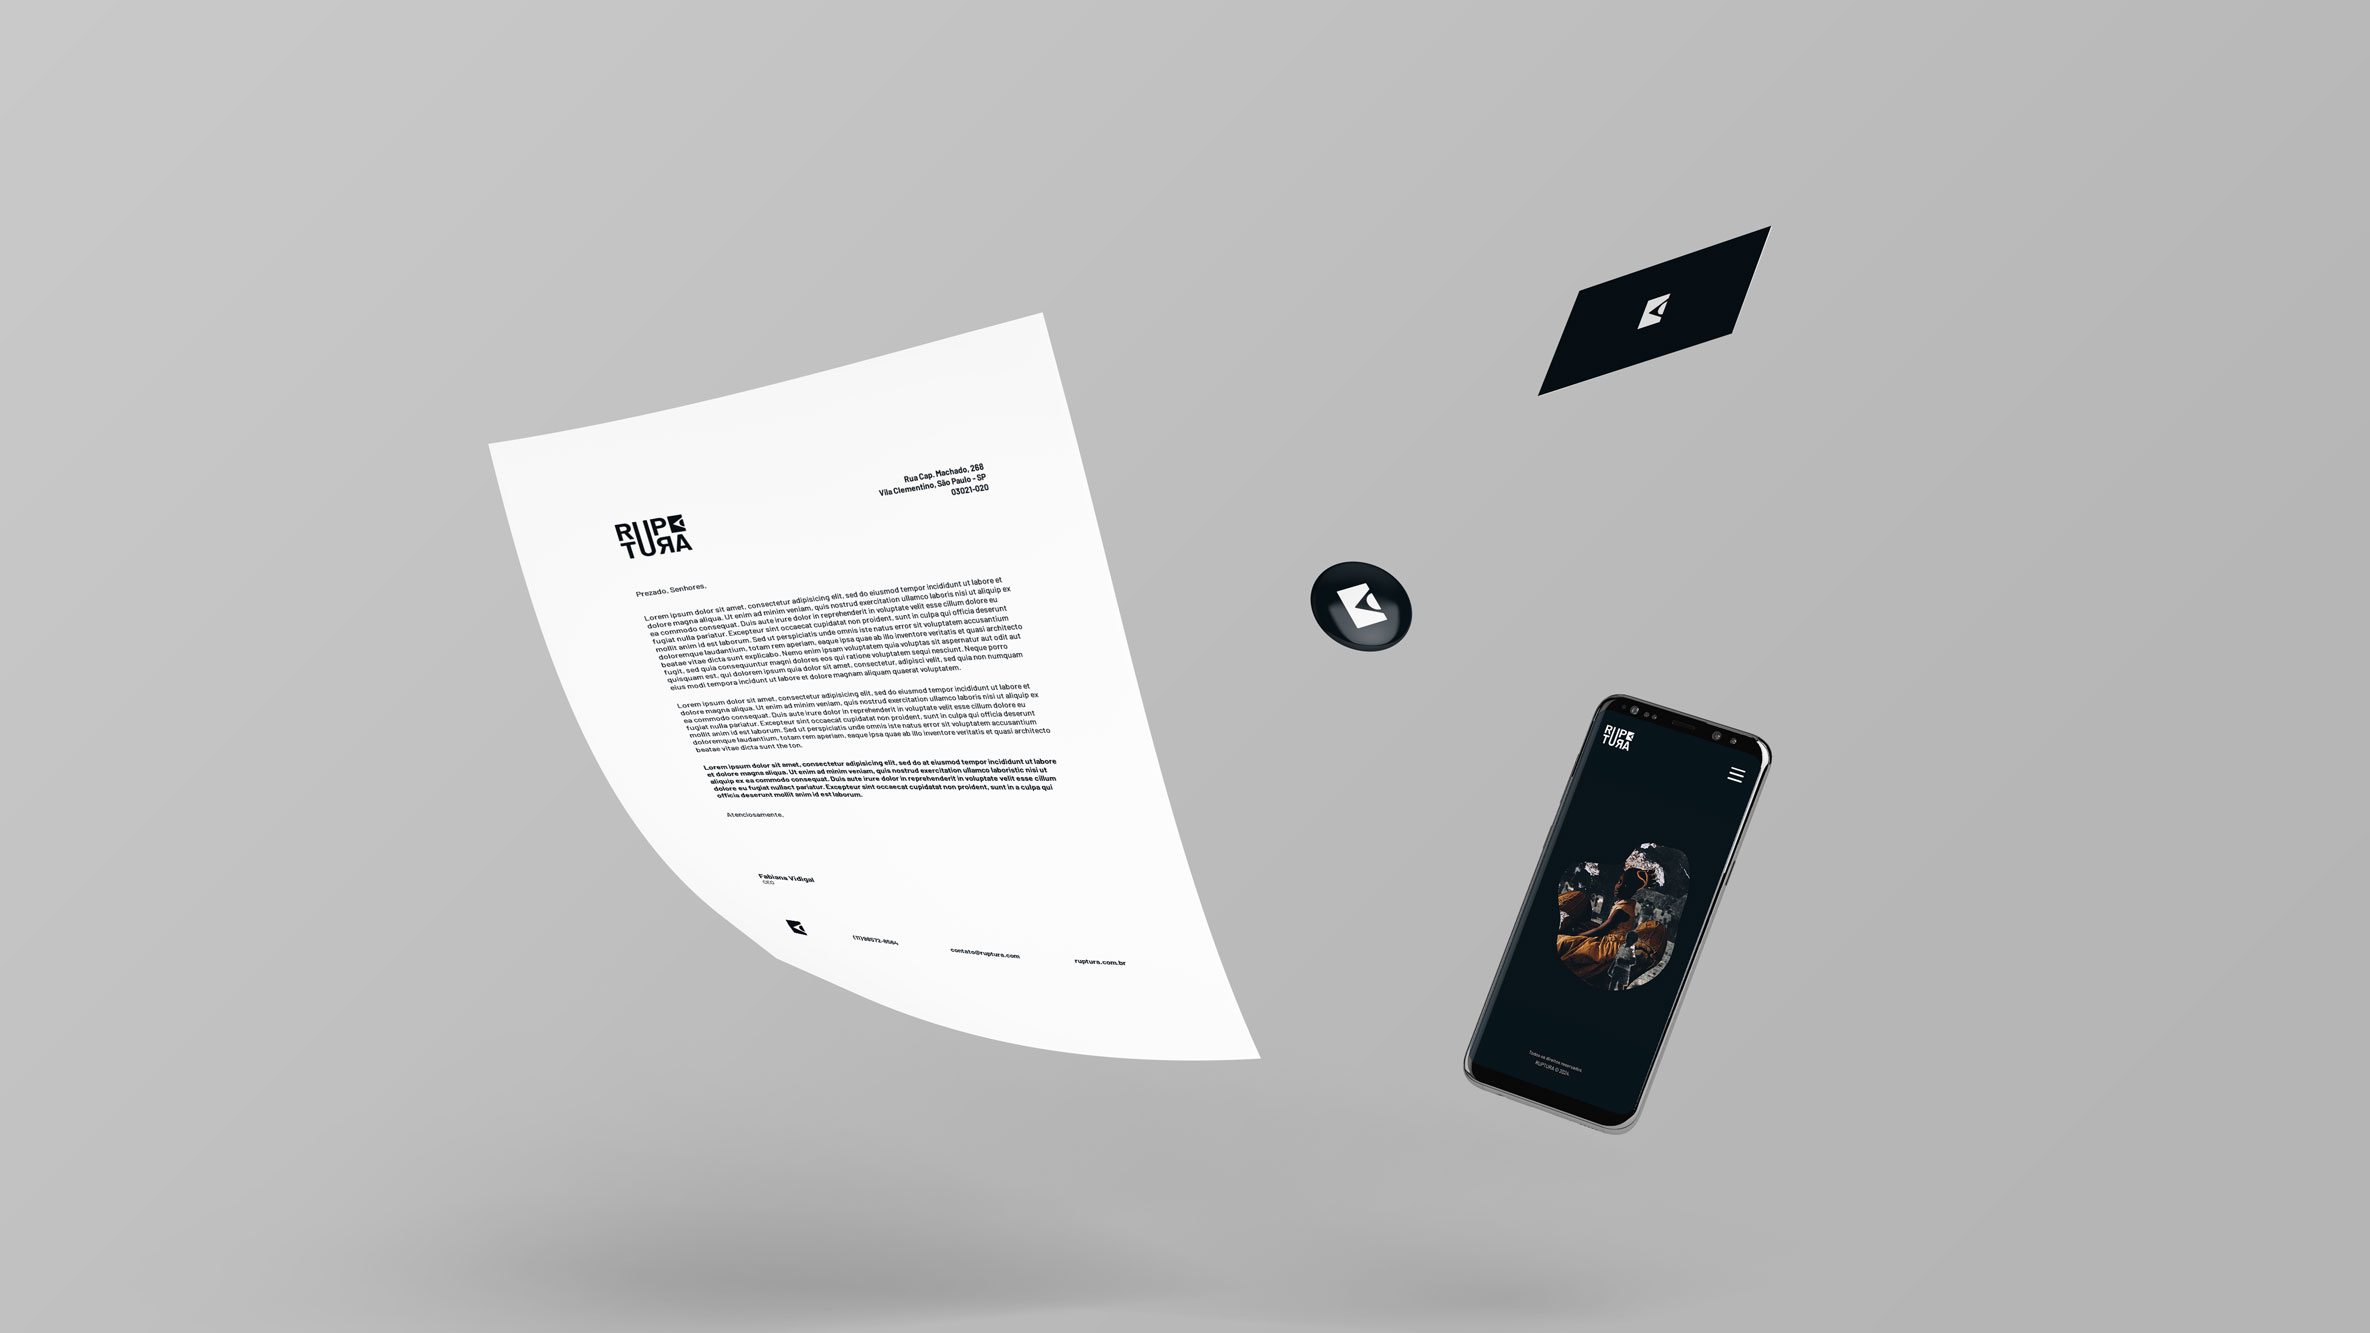 Rua Cap. Machado, 268
Vila Clementino, São Paulo - SP
03021-020
RUP
TURA
Prezado, Senhores,
Lorem ipsum dolor sit amet, consectetur adipisicing elit, sed do eiusmod tempor incididunt ut labore et
dolore magna aliqua. Ut enim ad minim veniam, quis nostrud exercitation ullamco laboris nisi ut aliquip ex
ea commodo consequat. Duis aute irure dolor in reprehenderit in voluptate velit esse cillum dolore eu
fugiat nulla pariatur. Excepteur sint occaecat cupidatat non proident, sunt in culpa qui officia deserunt
mollit anim id est laborum. Sed ut perspiciatis unde omnis iste natus error sit voluptatem accusantium
doloremque laudantium, totam rem aperiam, eaque ipsa quae ab illo inventore veritatis et quasi architecto
beatae vitae dicta sunt explicabo. Nemo enim ipsam voluptatem quia voluptas sit aspernatur aut odit aut
fugit, sed quia consequuntur magni dolores eos qui ratione voluptatem sequi nesciunt. Neque porro
quisquam est, qui dolorem ipsum quia dolor sit amet, consectetur, adipisci velit, sed quia non numquam
eius modi tempora incidunt ut labore et dolore magnam aliquam quaerat voluptatem.
Lorem ipsum dolor sit amet, consectetur adipisicing elit, sed do eiusmod tempor incididunt ut labore et
dolore magna aliqua. Ut enim ad minim veniam, quis nostrud exercitation ullamco laboris nisi ut aliquip ex
ea commodo consequat. Duis aute irure dolor in reprehenderit in voluptate velit esse cillum dolore eu
fugiat nulla pariatur. Excepteur sint occaecat cupidatat non proident, sunt in culpa qui officia deserunt
mollit anim id est laborum. Sed ut perspiciatis unde omnis iste natus error sit voluptatem accusantium
doloremque laudantium, totam rem aperiam, eaque ipsa quae ab illo inventore veritatis et quasi architecto
beatae vitae dicta sunt the ton.
Lorem ipsum dolor sit amet, consectetur adipisicing elit, sed do at eiusmod tempor incididunt ut labore
et dolore magna aliqua. Ut enim ad minim veniam, quis nostrud exercitation ullamco laboristic nisi ut
aliquip ex ea commodo consequat. Duis aute irure dolor in reprehenderit in voluptate velit esse cillum
dolore eu fugiat nullact pariatur. Excepteur sint occaecat cupidatat non proident, sunt in a culpa qui
officia deserunt mollit anim id est laborum.
Atenciosamente,
Fabiana Vidigal
CEO
(11)98572-8564
contato@ruptura.com
ruptura.com.br
RUP
TURA
Todos os direitos reservados
RUPTURA © 2024